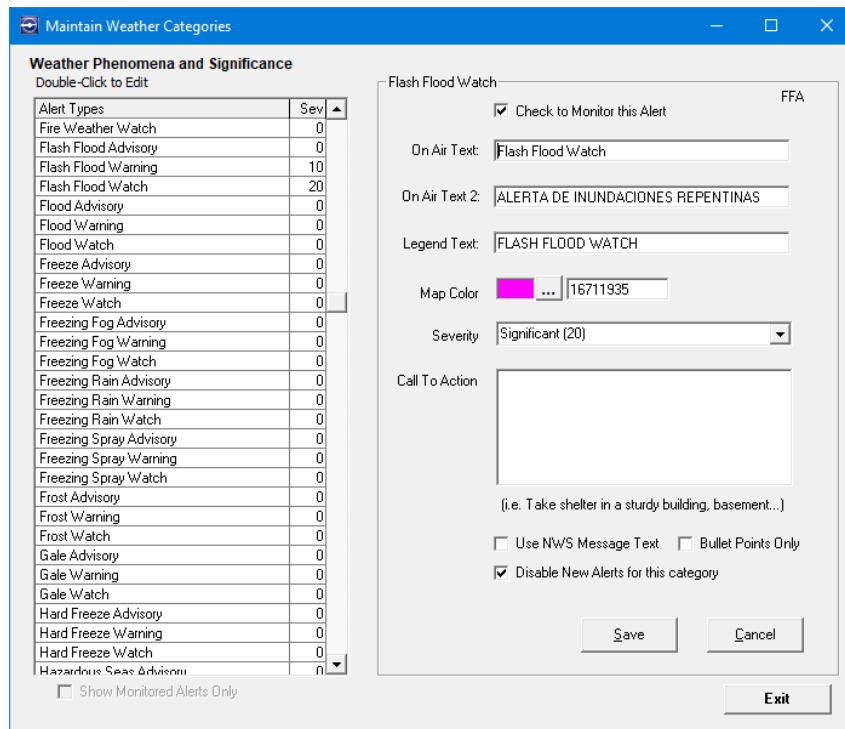 Maintain Weather Categories
Weather Phenomena and Significance
Double-Click to Edit
Alert Types Sev
Fire Weather Watch 0
Flash Flood Advisory 0
Flash Flood Warning 10
Flash Flood Watch 20
Flood Advisory 0
Flood Warning 0
Flood Watch 0
Freeze Advisory 0
Freeze Warning 0
Freeze Watch 0
Freezing Fog Advisory 0
Freezing Fog Warning 0
Freezing Fog Watch 0
Freezing Rain Advisory 0
Freezing Rain Warning 0
Freezing Rain Watch 0
Freezing Spray Advisory 0
Freezing Spray Warning 0
Freezing Spray Watch 0
Frost Advisory 0
Frost Warning 0
Frost Watch 0
Gale Advisory 0
Gale Warning 0
Gale Watch 0
Hard Freeze Advisory 0
Hard Freeze Warning 0
Hard Freeze Watch 0
Hazardous Seas Advisory 0
Show Monitored Alerts Only
Flash Flood Watch
FFA
Check to Monitor this Alert
On Air Text: Flash Flood Watch
On Air Text 2: ALERTA DE INUNDACIONES REPENTINAS
Legend Text: FLASH FLOOD WATCH
Map Color ... 16711935
Severity Significant (20)
Call To Action
(i.e. Take shelter in a sturdy building, basement...)
Use NWS Message Text Bullet Points Only
Disable New Alerts for this category
Save Cancel
Exit